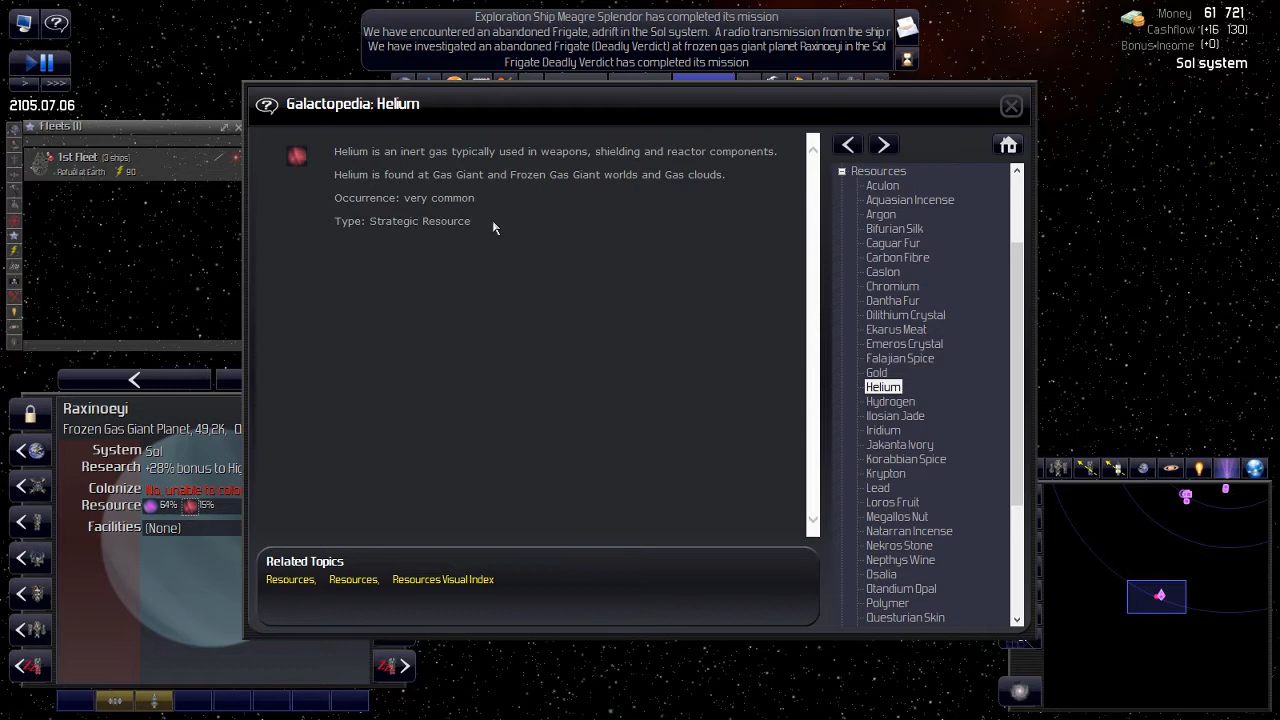 Exploration Ship Meagre Splendor has completed its mission
We have encountered an abandoned Frigate, adrift in the Sol system. A radio transmission from the ship r
We have investigated an abandoned Frigate (Deadly Verdict) at frozen gas giant planet Raxinoeyi in the Sol
Frigate Deadly Verdict has completed its mission
Money 61 721
Cashflow (+16 130)
Bonus Income (+0)
Sol system
> >>>
2105.07.06
Fleets (1)
1st Fleet (3 ships)
Refuel at Earth 90
Galactopedia: Helium
Helium is an inert gas typically used in weapons, shielding and reactor components.
Helium is found at Gas Giant and Frozen Gas Giant worlds and Gas clouds.
Occurrence: very common
Type: Strategic Resource
Related Topics
Resources, Resources, Resources Visual Index
Resources
Aculon
Aquasian Incense
Argon
Bifurian Silk
Caguar Fur
Carbon Fibre
Caslon
Chromium
Dantha Fur
Dilithium Crystal
Ekarus Meat
Emeros Crystal
Falajian Spice
Gold
Helium
Hydrogen
Ilosian Jade
Iridium
Jakanta Ivory
Korabbian Spice
Krypton
Lead
Loros Fruit
Megallos Nut
Natarran Incense
Nekros Stone
Nepthys Wine
Osalia
Otandium Opal
Polymer
Questurian Skin
Raxinoeyi
Frozen Gas Giant Planet, 49.2K,
System Sol
Research +28% bonus to Hig
Colonize No, unable to colo
Resource 64% 15%
Facilities (None)